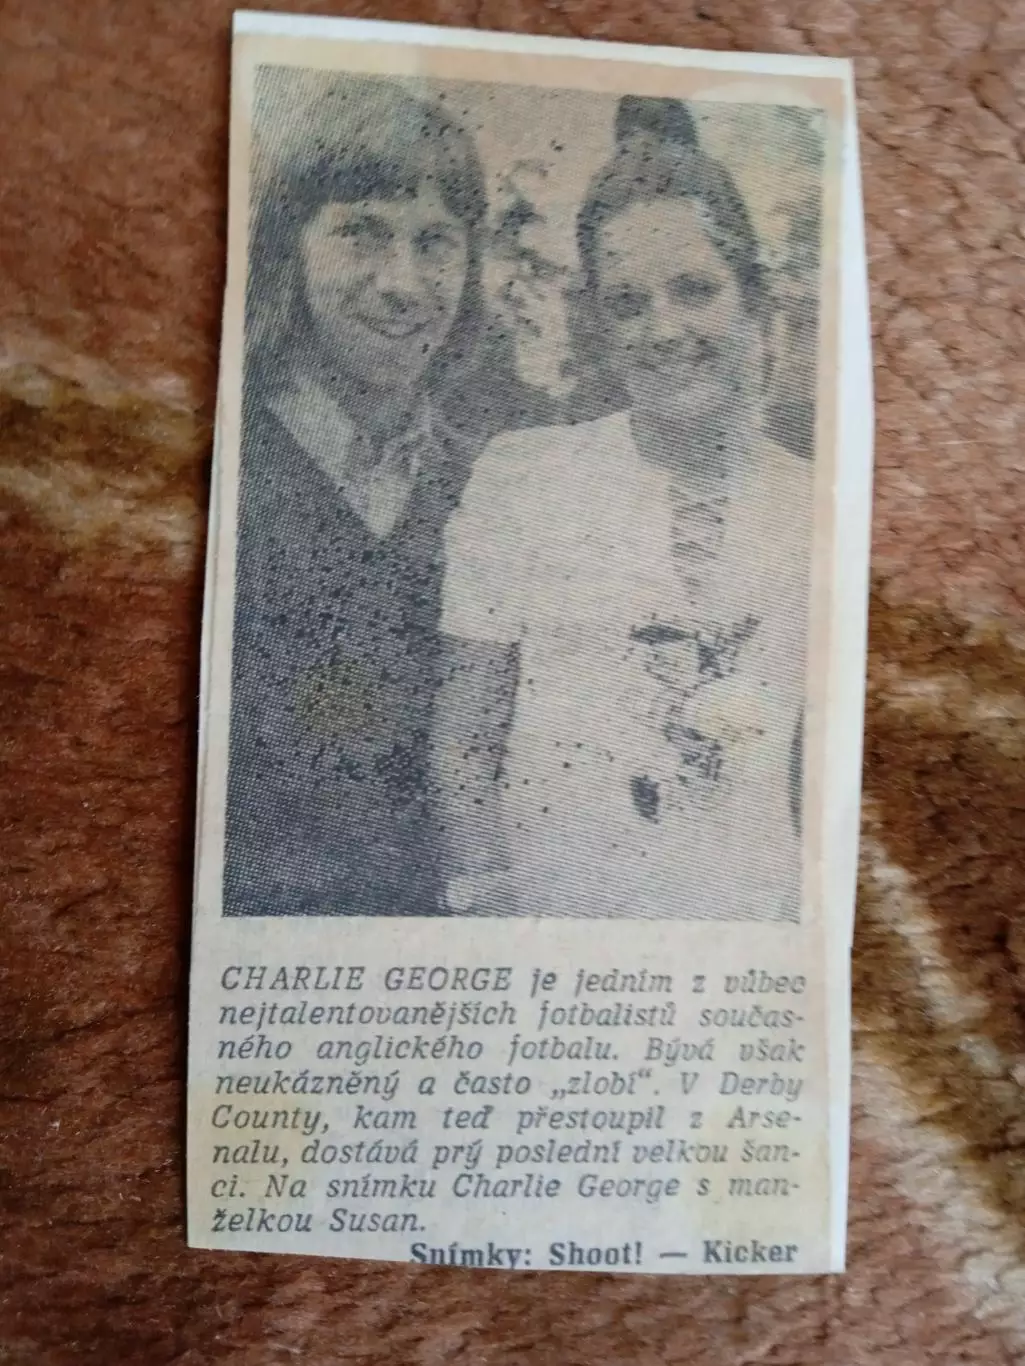 CHARLIE GEORGE je jedním z vůbec
nejtalentovanějších fotbalistů součas-
ného anglického fotbalu. Bývá však
neukázněný a často „zlobí“. V Derby
County, kam teď přestoupil z Arse-
nalu, dostává prý poslední velkou šan-
ci. Na snímku Charlie George s man-
želkou Susan.
Snímky: Shoot! — Kicker